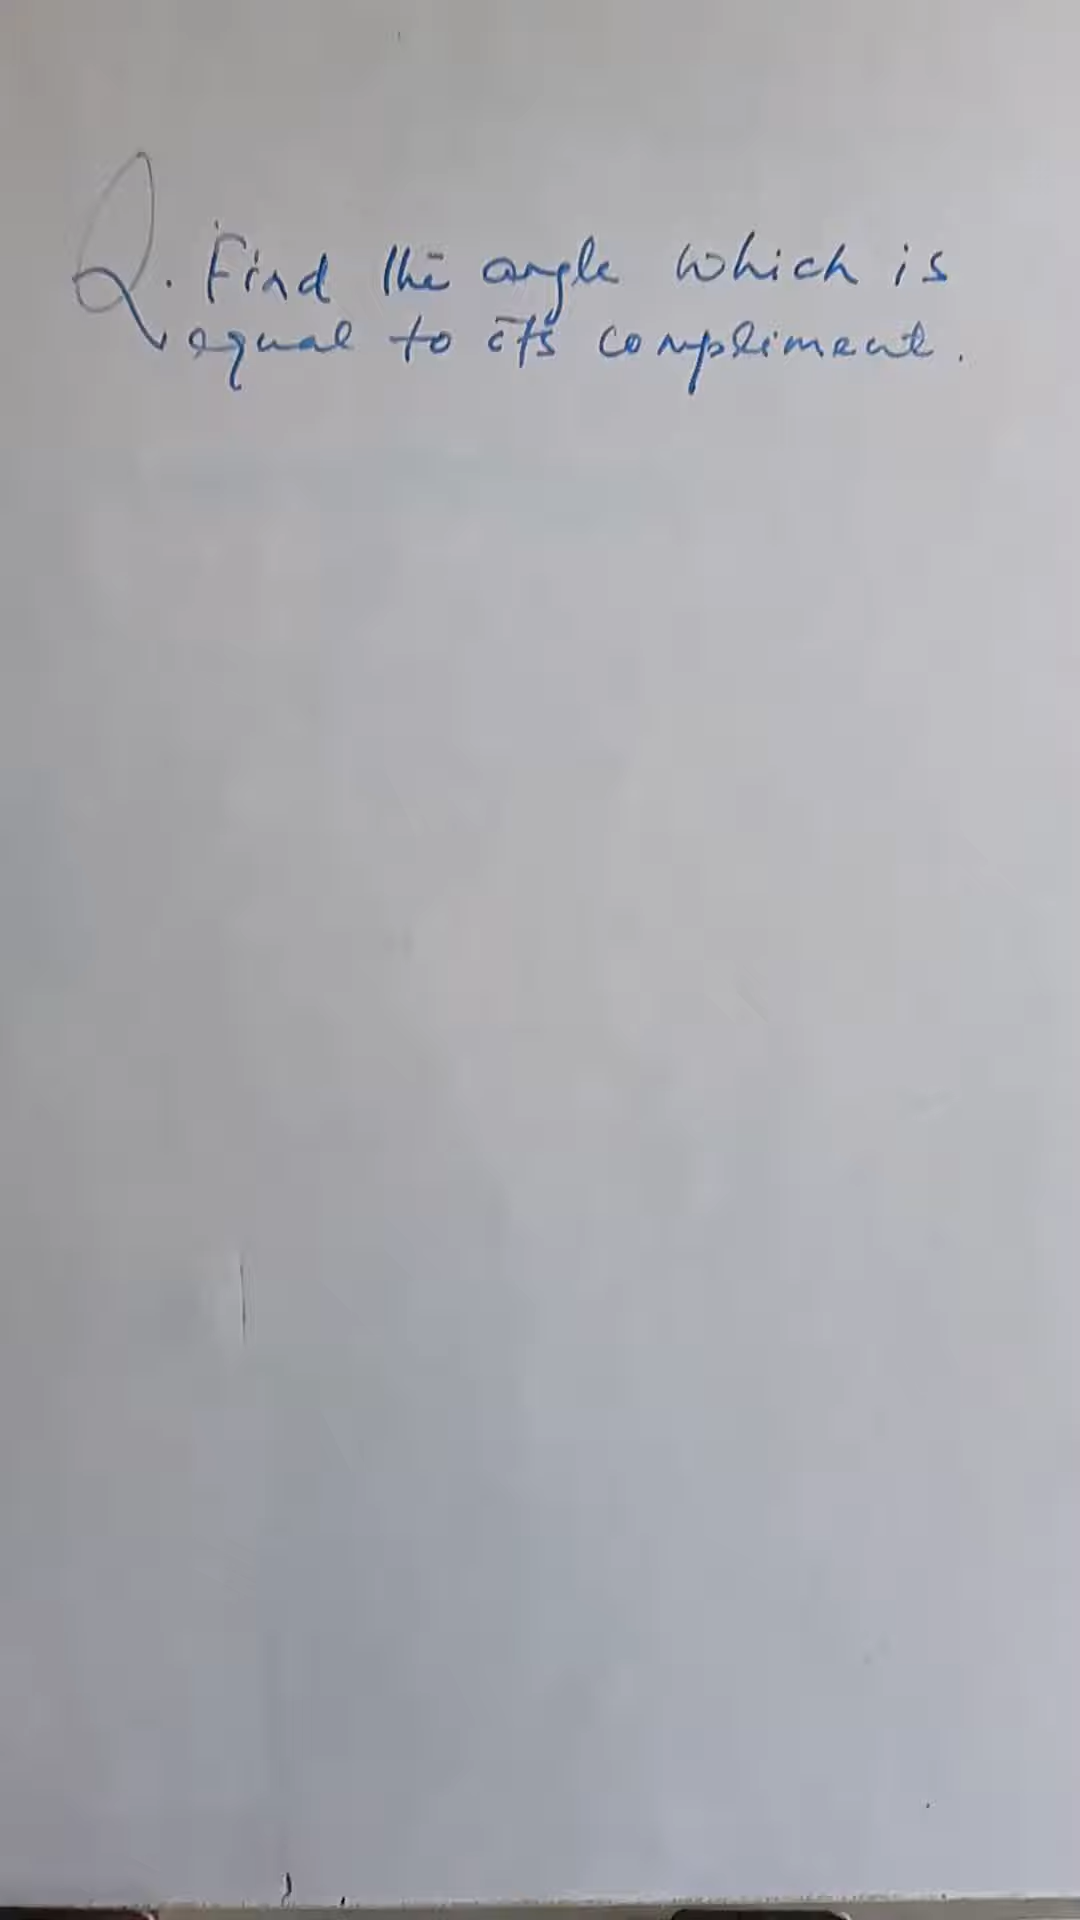 Q. Find the angle which is
equal to its compliment.